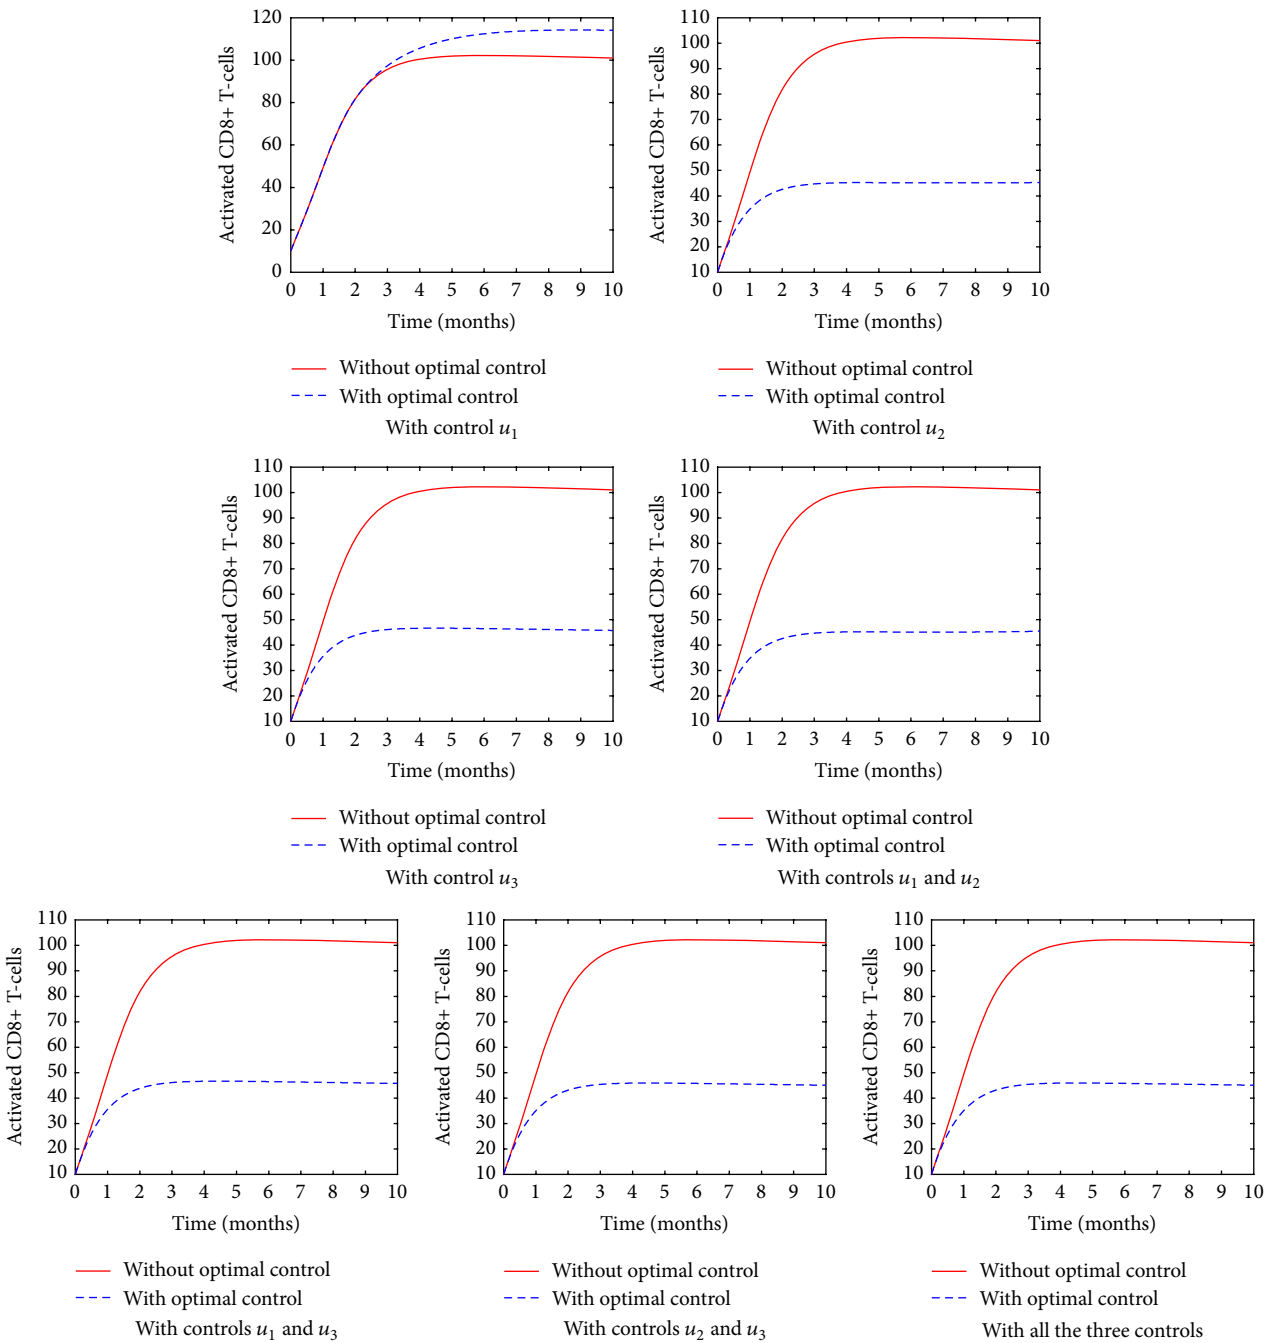 Activated CD8+ T-cells
120
100
80
60
40
20
0
0 1 2 3 4 5 6 7 8 9 10
Time (months)
Without optimal control
With optimal control
With control u1
Activated CD8+ T-cells
110
100
90
80
70
60
50
40
30
20
10
0 1 2 3 4 5 6 7 8 9 10
Time (months)
Without optimal control
With optimal control
With control u2
Activated CD8+ T-cells
110
100
90
80
70
60
50
40
30
20
10
0 1 2 3 4 5 6 7 8 9 10
Time (months)
Without optimal control
With optimal control
With control u3
Activated CD8+ T-cells
110
100
90
80
70
60
50
40
30
20
10
0 1 2 3 4 5 6 7 8 9 10
Time (months)
Without optimal control
With optimal control
With controls u1 and u2
Activated CD8+ T-cells
110
100
90
80
70
60
50
40
30
20
10
0 1 2 3 4 5 6 7 8 9 10
Time (months)
Without optimal control
With optimal control
With controls u1 and u3
Activated CD8+ T-cells
110
100
90
80
70
60
50
40
30
20
10
0 1 2 3 4 5 6 7 8 9 10
Time (months)
Without optimal control
With optimal control
With controls u2 and u3
Activated CD8+ T-cells
110
100
90
80
70
60
50
40
30
20
10
0 1 2 3 4 5 6 7 8 9 10
Time (months)
Without optimal control
With optimal control
With all the three controls